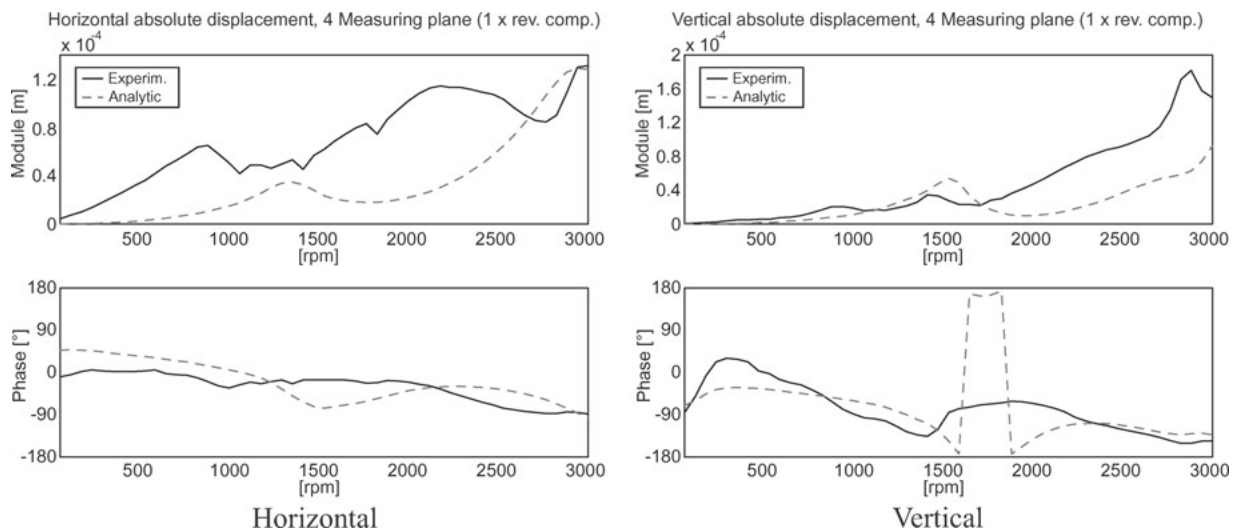 Horizontal absolute displacement, 4 Measuring plane (1 x rev. comp.)
x 10-4
1.2
0.8
0.4
0
Module [m]
Experim.
Analytic
500 1000 1500 2000 2500 3000
[rpm]
180
90
0
-90
-180
Phase [°]
500 1000 1500 2000 2500 3000
[rpm]
Horizontal
Vertical absolute displacement, 4 Measuring plane (1 x rev. comp.)
x 10-4
2
1.6
1.2
0.8
0.4
0
Module [m]
Experim.
Analytic
500 1000 1500 2000 2500 3000
[rpm]
180
90
0
-90
-180
Phase [°]
500 1000 1500 2000 2500 3000
[rpm]
Vertical